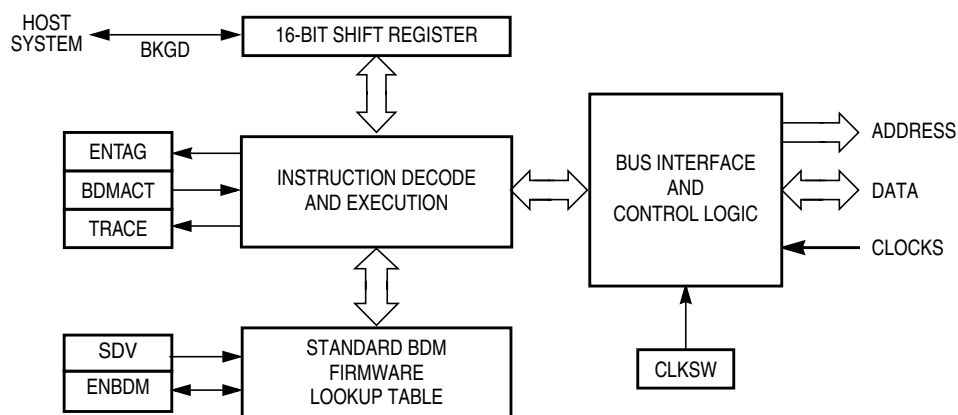 HOST
SYSTEM
BKGD
16-BIT SHIFT REGISTER
ENTAG
BDMACT
TRACE
INSTRUCTION DECODE
AND EXECUTION
BUS INTERFACE
AND
CONTROL LOGIC
ADDRESS
DATA
CLOCKS
SDV
ENBDM
STANDARD BDM
FIRMWARE
LOOKUP TABLE
CLKSW